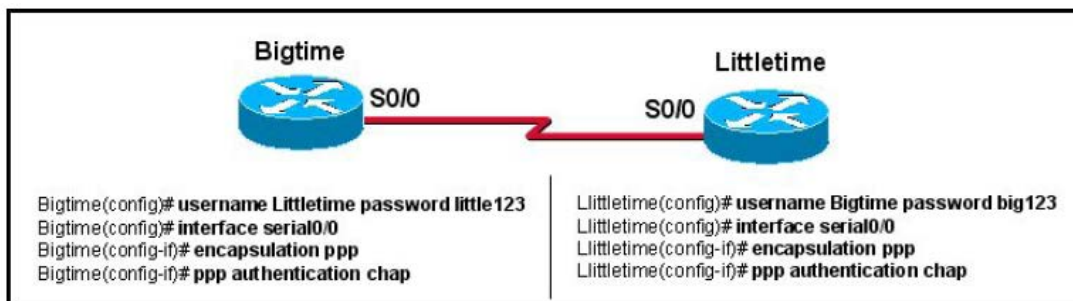 Bigtime
Littletime
S0/0
S0/0
Bigtime(config)# username Littletime password little123
Bigtime(config)# interface serial0/0
Bigtime(config-if)# encapsulation ppp
Bigtime(config-if)# ppp authentication chap
Llittletime(config)# username Bigtime password big123
Llittletime(config)# interface serial0/0
Llittletime(config-if)# encapsulation ppp
Llittletime(config-if)# ppp authentication chap